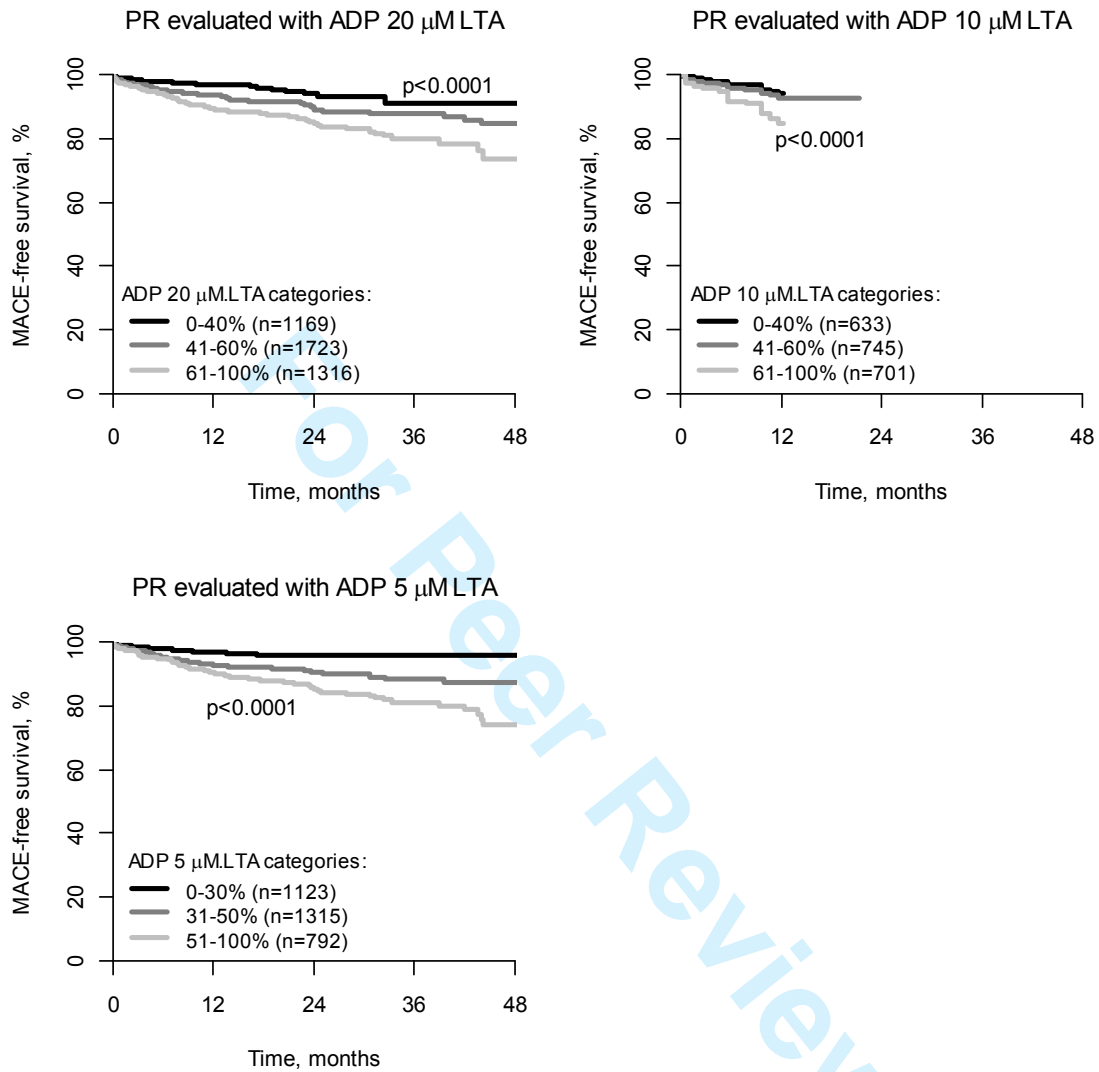 PR evaluated with ADP 20 μM LTA
MACE-free survival, %
100
80
60
40
20
0
p<0.0001
ADP 20 μM.LTA categories:
0-40% (n=1169)
41-60% (n=1723)
61-100% (n=1316)
0 12 24 36 48
Time, months
PR evaluated with ADP 10 μM LTA
MACE-free survival, %
100
80
60
40
20
0
p<0.0001
ADP 10 μM.LTA categories:
0-40% (n=633)
41-60% (n=745)
61-100% (n=701)
0 12 24 36 48
Time, months
PR evaluated with ADP 5 μM LTA
MACE-free survival, %
100
80
60
40
20
0
p<0.0001
ADP 5 μM.LTA categories:
0-30% (n=1123)
31-50% (n=1315)
51-100% (n=792)
0 12 24 36 48
Time, months
For Peer Review